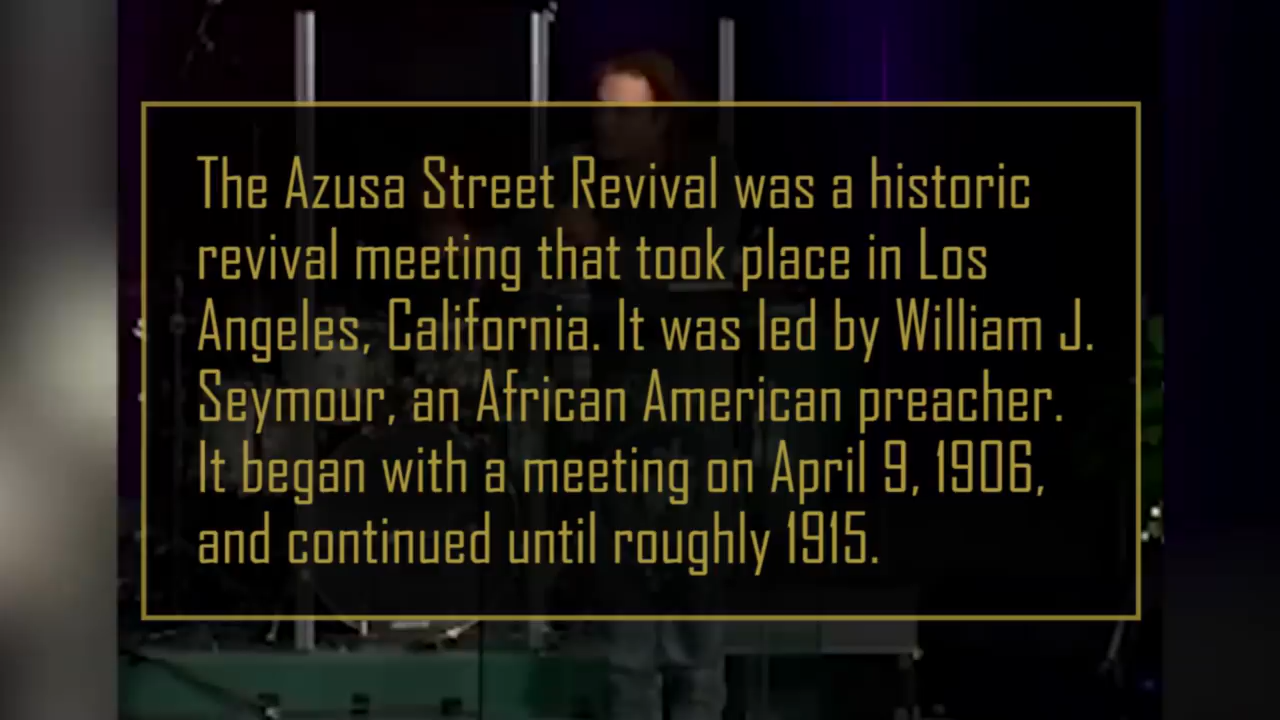 The Azusa Street Revival was a historic
revival meeting that took place in Los
Angeles, California. It was led by William J.
Seymour, an African American preacher.
It began with a meeting on April 9, 1906,
and continued until roughly 1915.